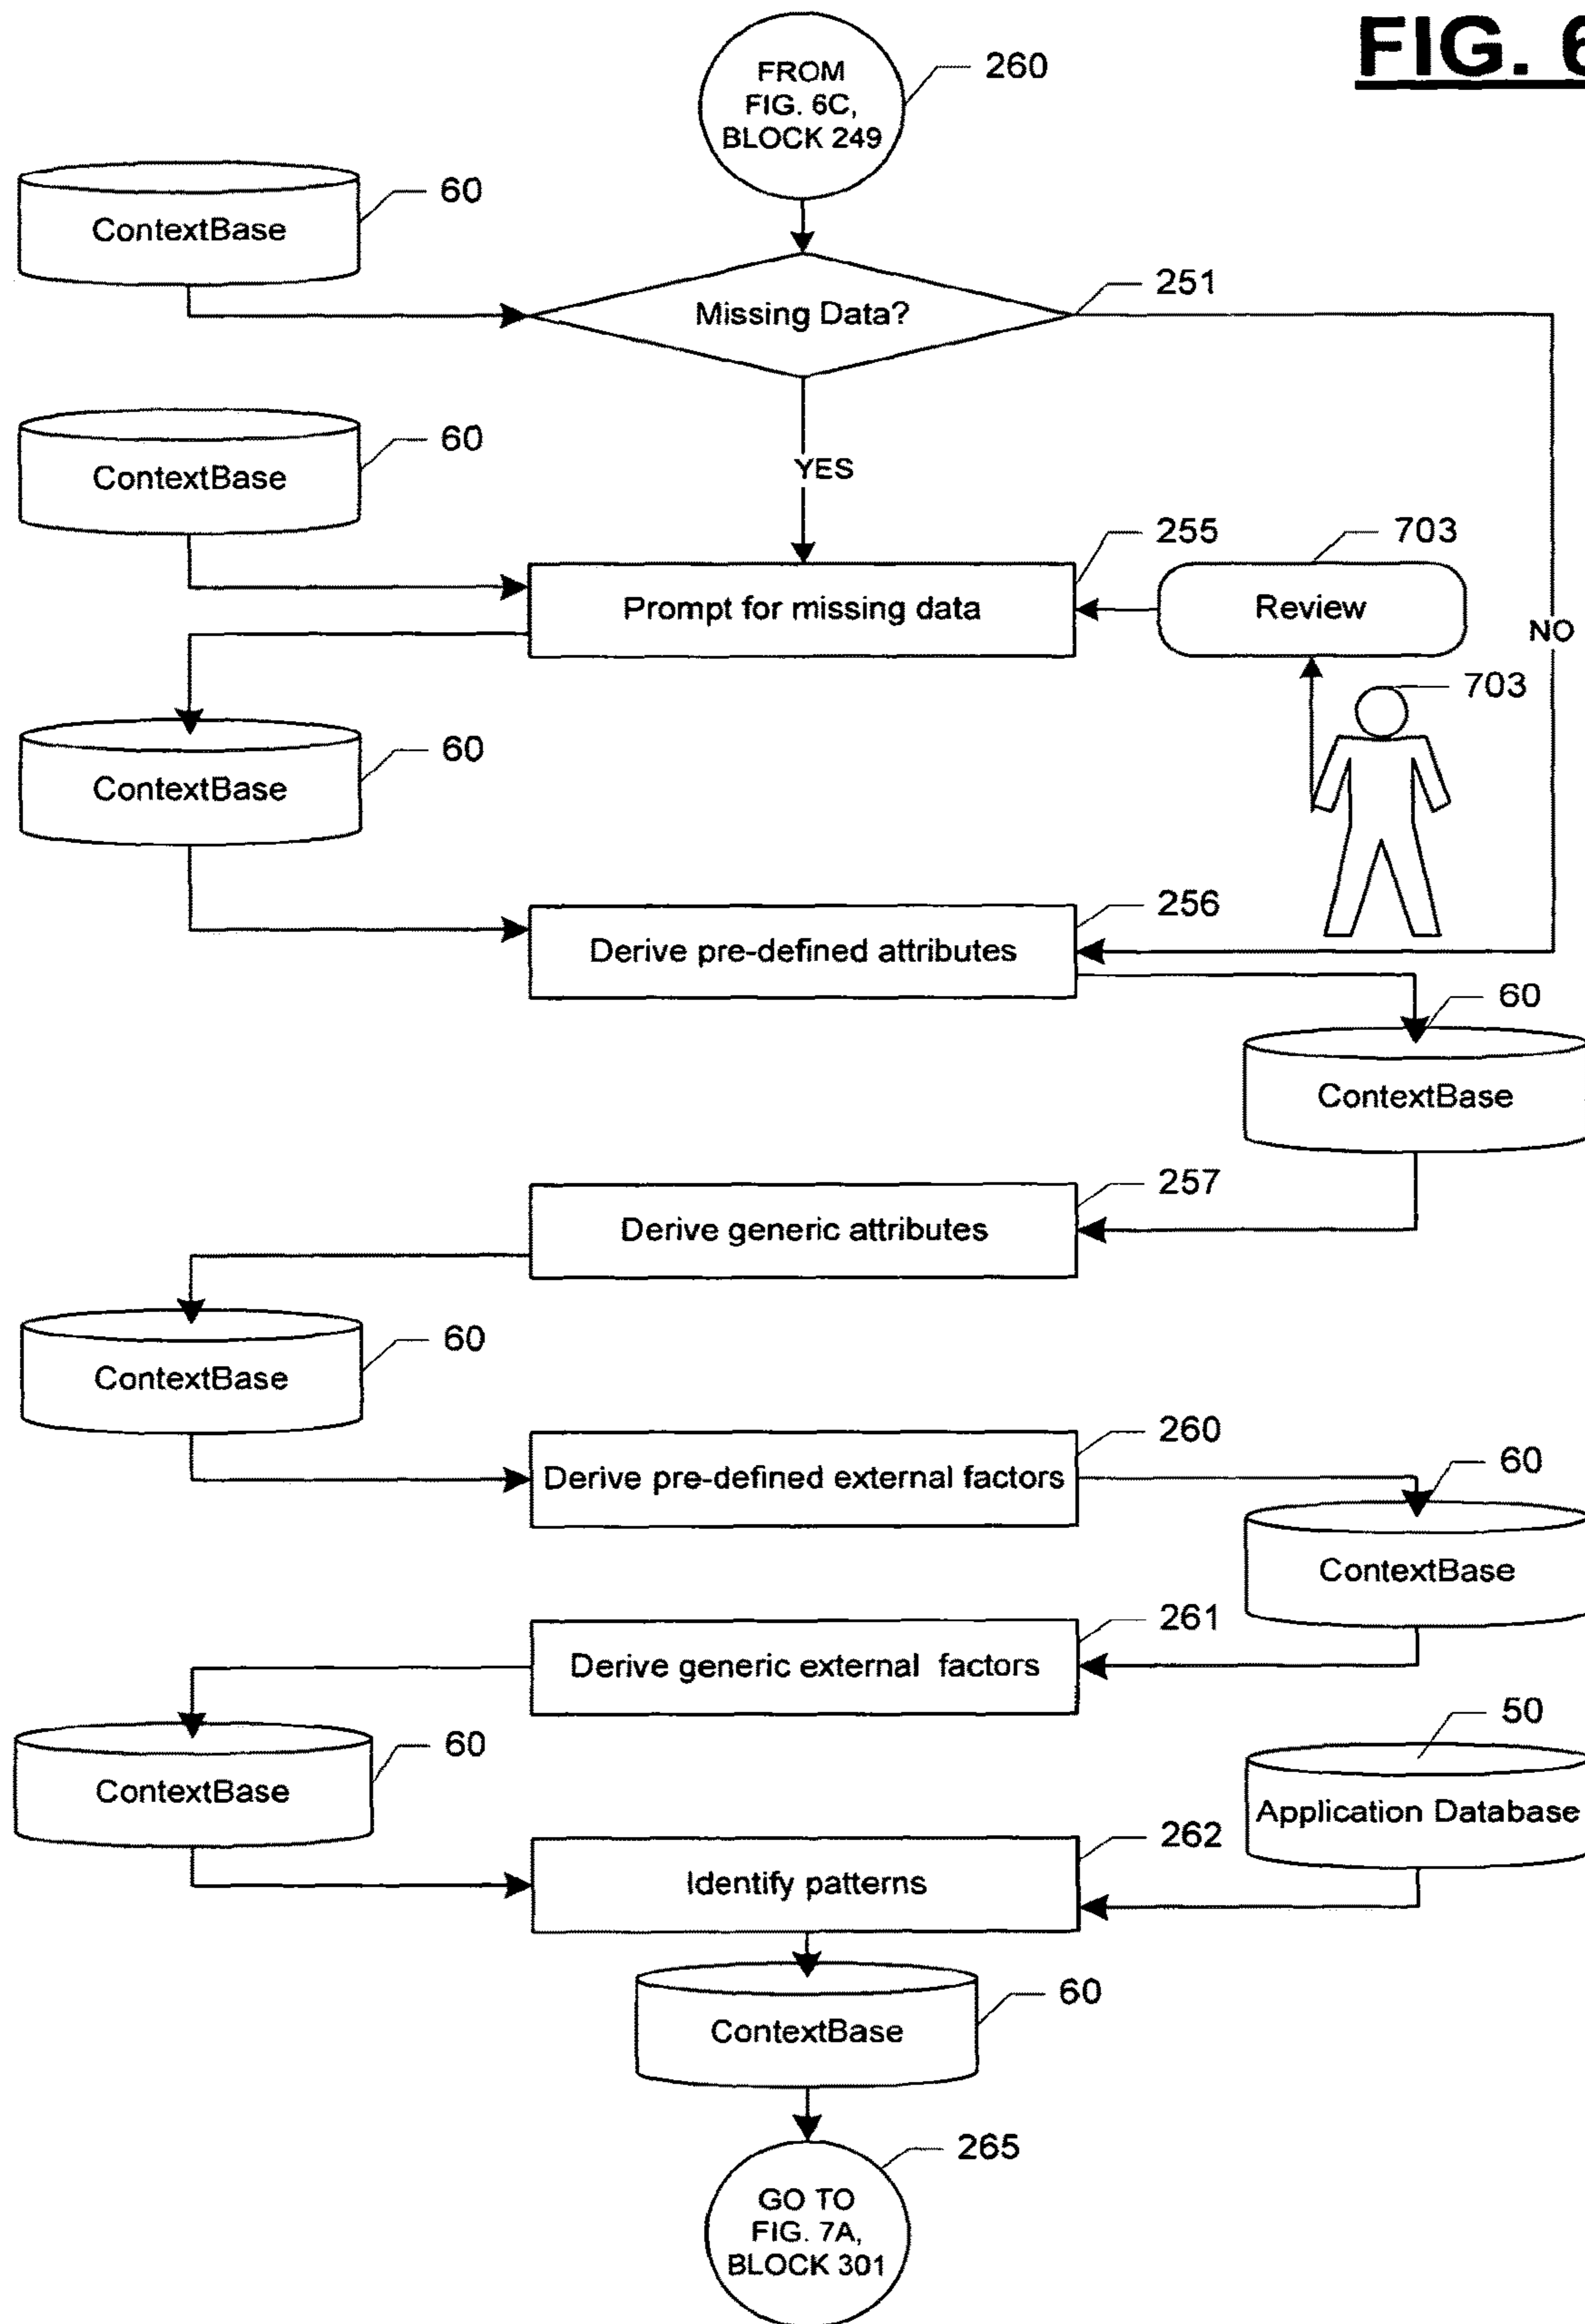 FIG. 6
FROM
FIG. 6C,
BLOCK 249
260
60
ContextBase
251
Missing Data?
60
ContextBase
YES
255
703
Prompt for missing data
Review
NO
703
60
ContextBase
256
Derive pre-defined attributes
60
ContextBase
257
Derive generic attributes
60
ContextBase
260
Derive pre-defined external factors
60
ContextBase
261
Derive generic external factors
60
ContextBase
50
Application Database
262
Identify patterns
60
ContextBase
265
GO TO
FIG. 7A,
BLOCK 301